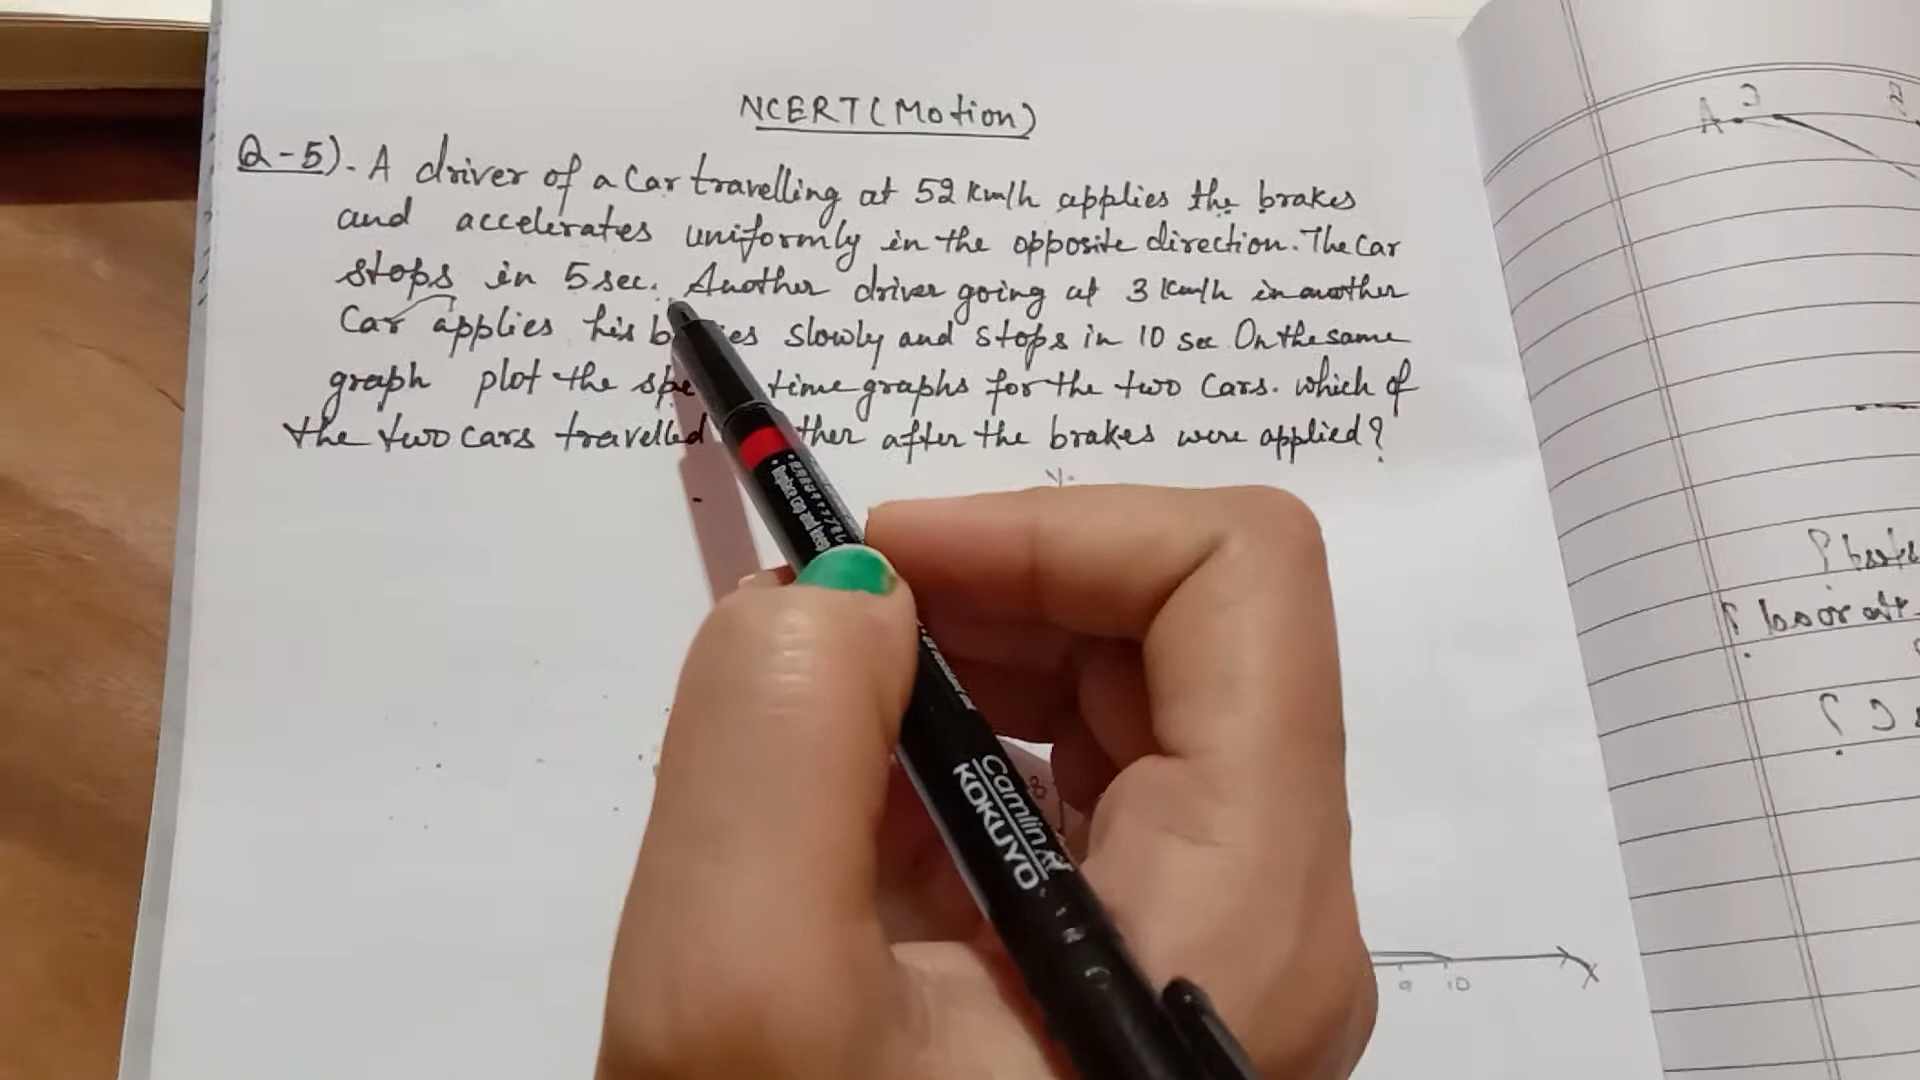 NCERT (Motion)
Q-5). A driver of a car travelling at 52 km/h applies the brakes
and accelerates uniformly in the opposite direction. The car
stops in 5 sec. Another driver going at 3 km/h in another
Car applies his slowly and stops in 10 sec On the same
graph plot the time graphs for the two Cars. which of
the two cars travelled after the brakes were applied?
A
Camlin
KOKUYO
8
9 10 X